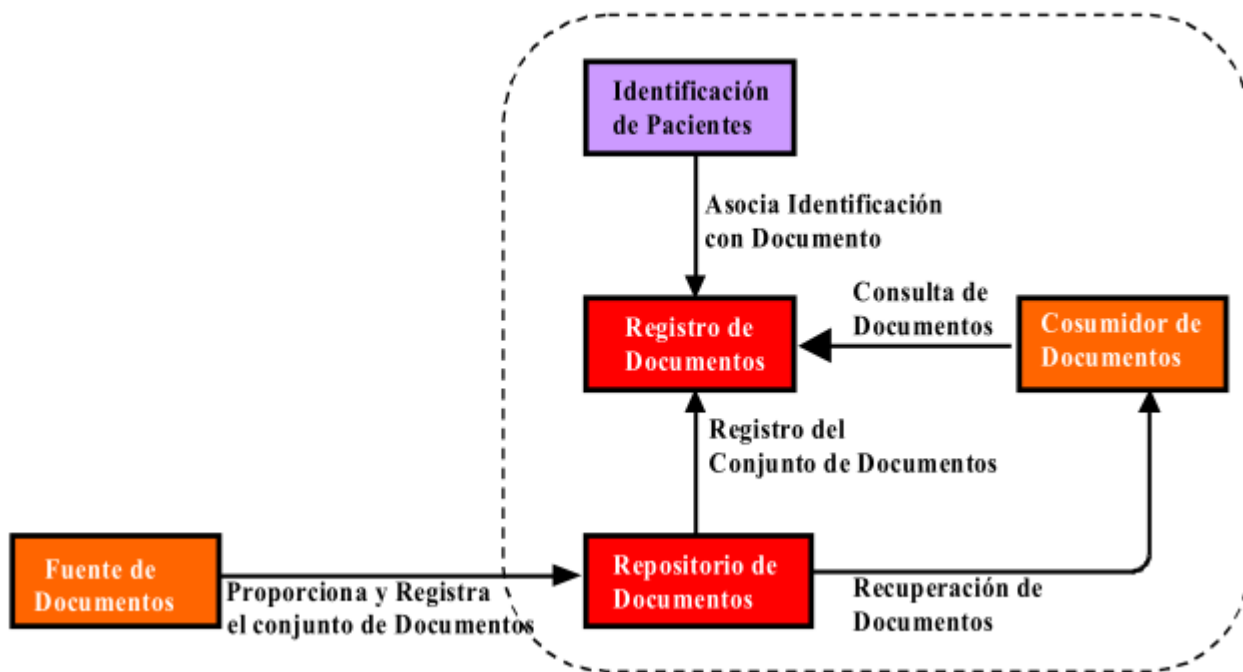 Identificación
de Pacientes
Asocia Identificación
con Documento
Registro de
Documentos
Consulta de
Documentos
Cosumidor de
Documentos
Registro del
Conjunto de Documentos
Fuente de
Documentos
Proporciona y Registra
el conjunto de Documentos
Repositorio de
Documentos
Recuperación de
Documentos